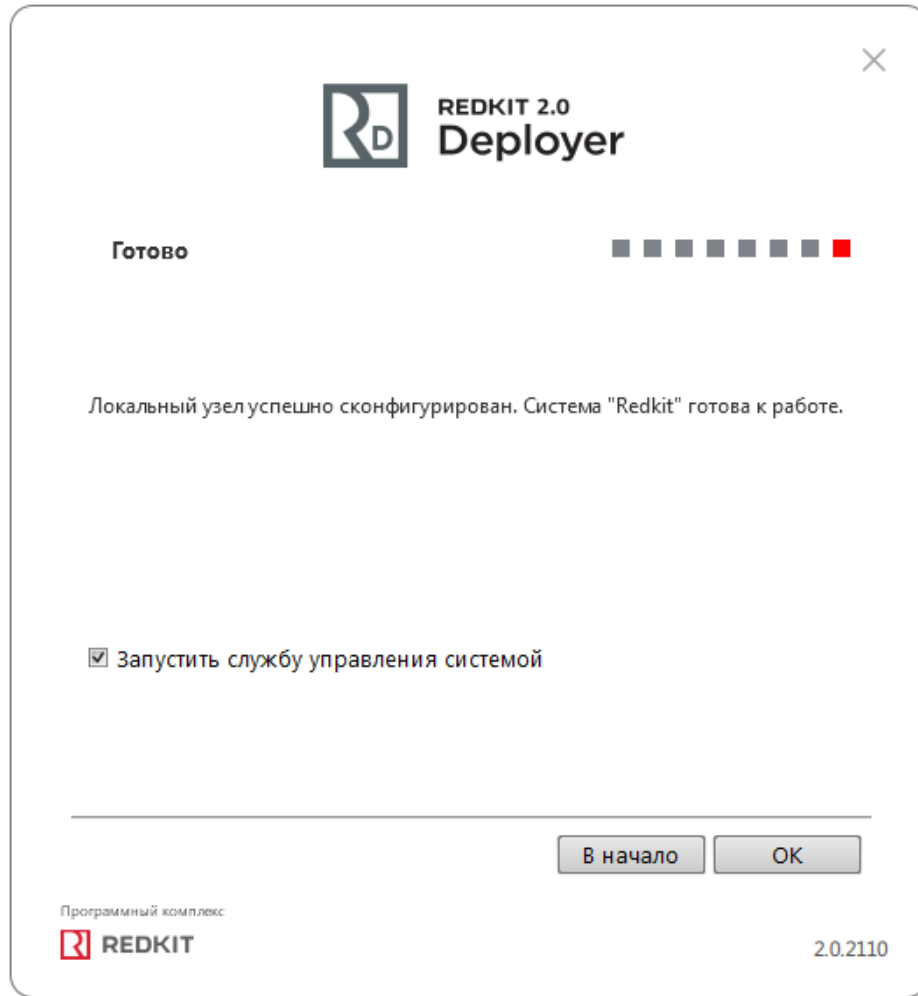 REDKIT 2.0
Deployer
Готово
Локальный узел успешно сконфигурирован. Система "Redkit" готова к работе.
Запустить службу управления системой
В начало
OK
Программный комплекс
REDKIT
2.0.2110